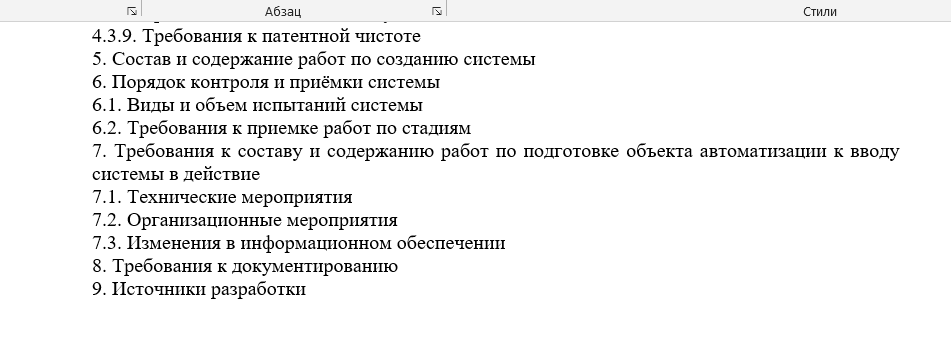 Абзац
Стили
4.3.9. Требования к патентной чистоте
5. Состав и содержание работ по созданию системы
6. Порядок контроля и приёмки системы
6.1. Виды и объем испытаний системы
6.2. Требования к приемке работ по стадиям
7. Требования к составу и содержанию работ по подготовке объекта автоматизации к вводу
системы в действие
7.1. Технические мероприятия
7.2. Организационные мероприятия
7.3. Изменения в информационном обеспечении
8. Требования к документированию
9. Источники разработки